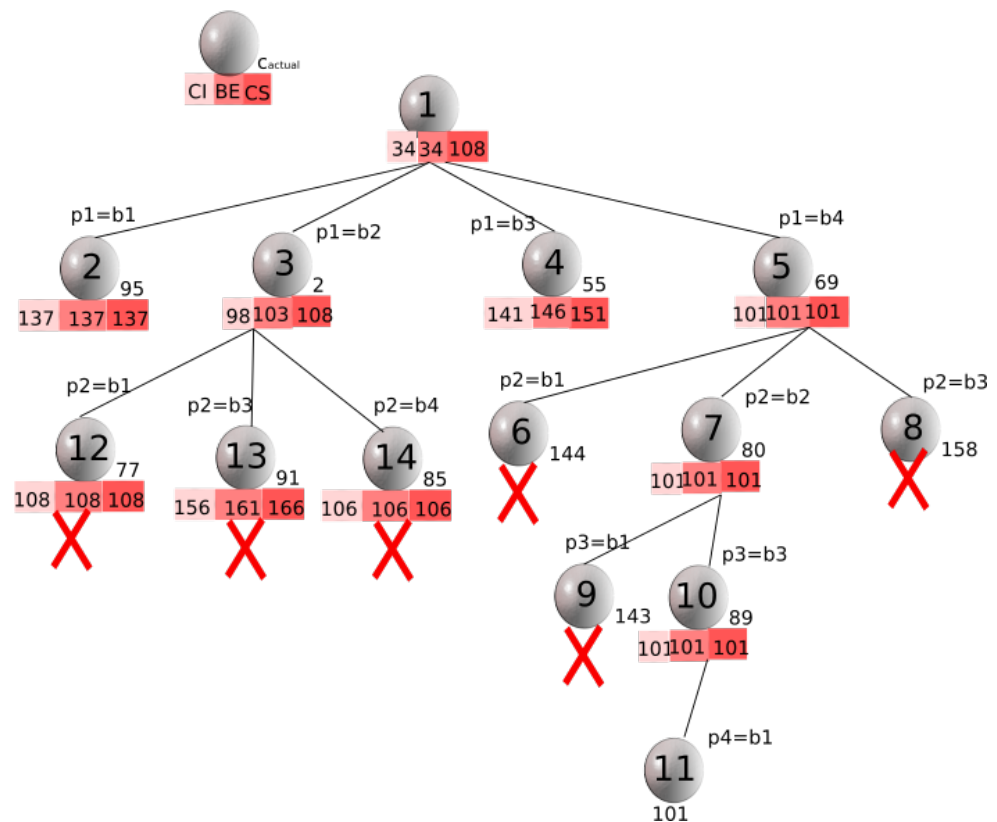 Cactual
CI BE CS
1
34 34 108
p1=b1
p1=b2
p1=b3
p1=b4
2
95
137 137 137
3
2
98 103 108
4
55
141 146 151
5
69
101 101 101
p2=b1
p2=b3
p2=b4
p2=b1
p2=b2
p2=b3
12
77
108 108 108
13
91
156 161 166
14
85
106 106 106
6
144
7
80
101 101 101
8
158
p3=b1
p3=b3
9
143
10
89
101 101 101
p4=b1
11
101